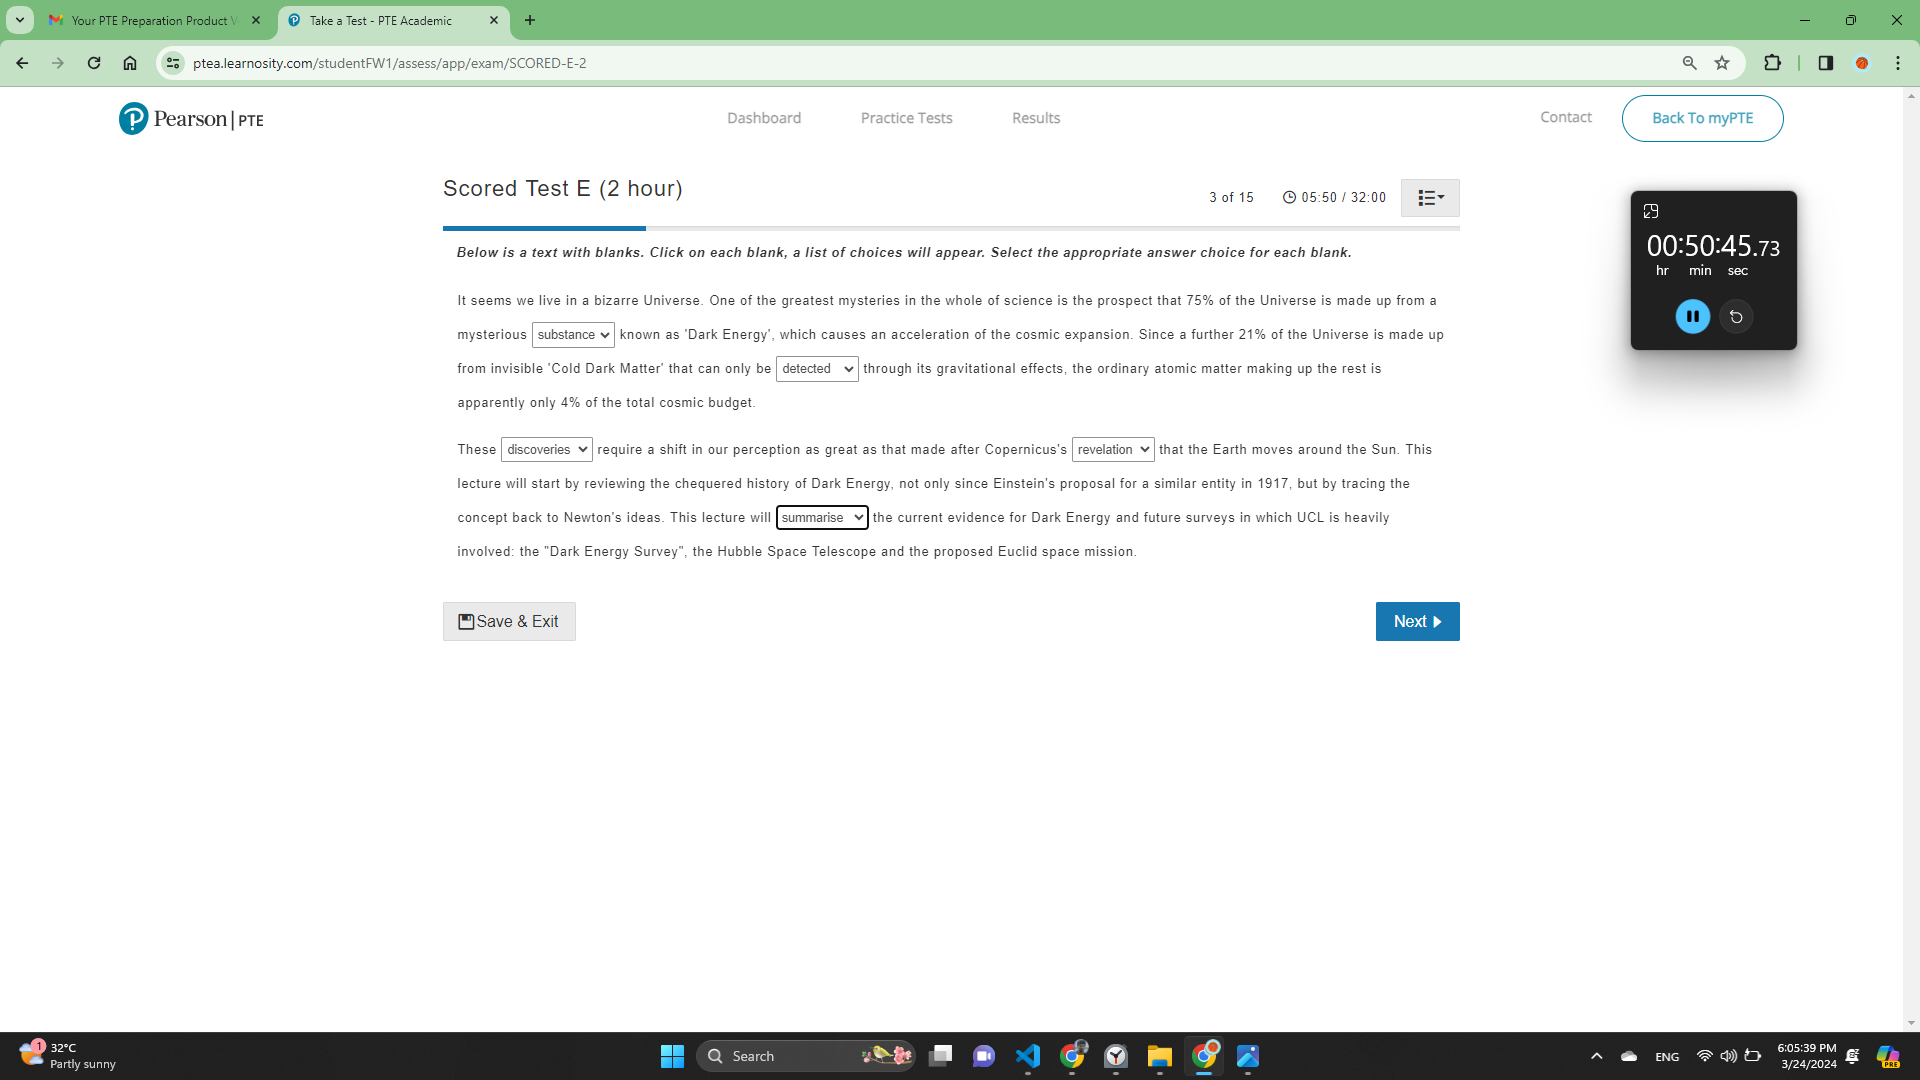 Your PTE Preparation Product V
Take a Test - PTE Academic
ptea.learnosity.com/studentFW1/assess/app/exam/SCORED-E-2
Pearson | PTE
Dashboard
Practice Tests
Results
Contact
Back To myPTE
Scored Test E (2 hour)
3 of 15
05:50 / 32:00
00:50:45.73
hr min sec
Below is a text with blanks. Click on each blank, a list of choices will appear. Select the appropriate answer choice for each blank.
It seems we live in a bizarre Universe. One of the greatest mysteries in the whole of science is the prospect that 75% of the Universe is made up from a
mysterious substance known as 'Dark Energy', which causes an acceleration of the cosmic expansion. Since a further 21% of the Universe is made up
from invisible 'Cold Dark Matter' that can only be detected through its gravitational effects, the ordinary atomic matter making up the rest is
apparently only 4% of the total cosmic budget.
These discoveries require a shift in our perception as great as that made after Copernicus's revelation that the Earth moves around the Sun. This
lecture will start by reviewing the chequered history of Dark Energy, not only since Einstein's proposal for a similar entity in 1917, but by tracing the
concept back to Newton's ideas. This lecture will summarise the current evidence for Dark Energy and future surveys in which UCL is heavily
involved: the "Dark Energy Survey", the Hubble Space Telescope and the proposed Euclid space mission.
Save & Exit
Next
1
32°C
Partly sunny
Search
ENG
6:05:39 PM
3/24/2024
PRE